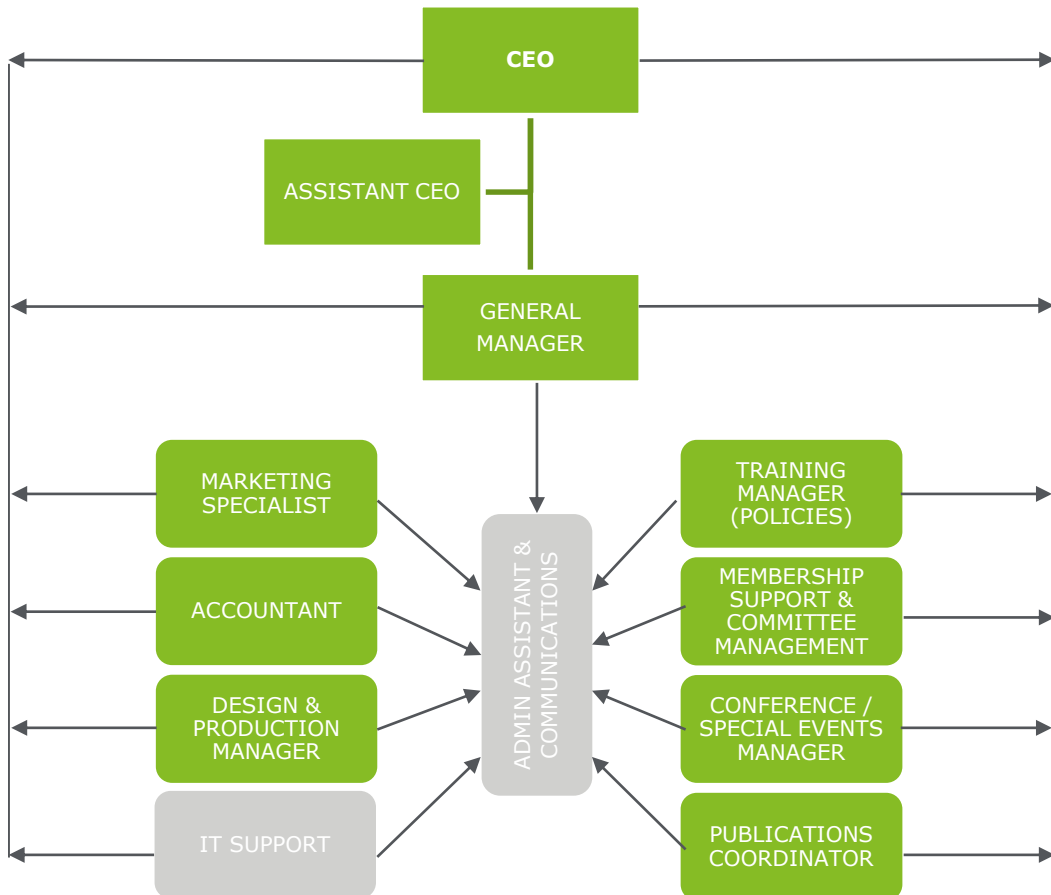 CEO
ASSISTANT CEO
GENERAL
MANAGER
MARKETING
SPECIALIST
ACCOUNTANT
DESIGN &
PRODUCTION
MANAGER
IT SUPPORT
ADMIN ASSISTANT &
COMMUNICATIONS
TRAINING
MANAGER
(POLICIES)
MEMBERSHIP
SUPPORT &
COMMITTEE
MANAGEMENT
CONFERENCE /
SPECIAL EVENTS
MANAGER
PUBLICATIONS
COORDINATOR